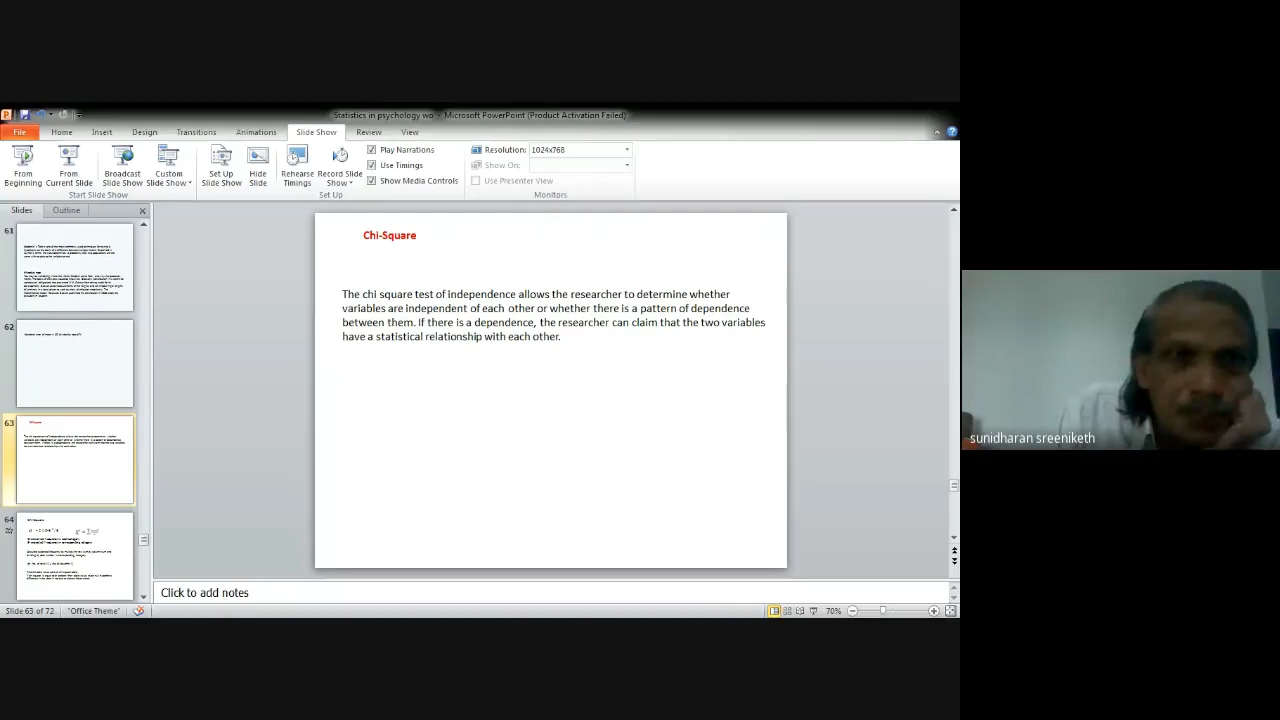 Statistics in psychology wo - Microsoft PowerPoint (Product Activation Failed)
File Home Insert Design Transitions Animations Slide Show Review View
Play Narrations
Use Timings
Show Media Controls
Resolution: 1024x768
Show On:
Use Presenter View
From Beginning
From Current Slide
Broadcast Slide Show
Custom Slide Show
Set Up Slide Show
Hide Slide
Rehearse Timings
Record Slide Show
Start Slide Show
Set Up
Monitors
Slides Outline
61
62
63
64
Chi-Square
The chi square test of independence allows the researcher to determine whether
variables are independent of each other or whether there is a pattern of dependence
between them. If there is a dependence, the researcher can claim that the two variables
have a statistical relationship with each other.
sunidharan sreeniketh
Click to add notes
Slide 63 of 72 "Office Theme" 70%